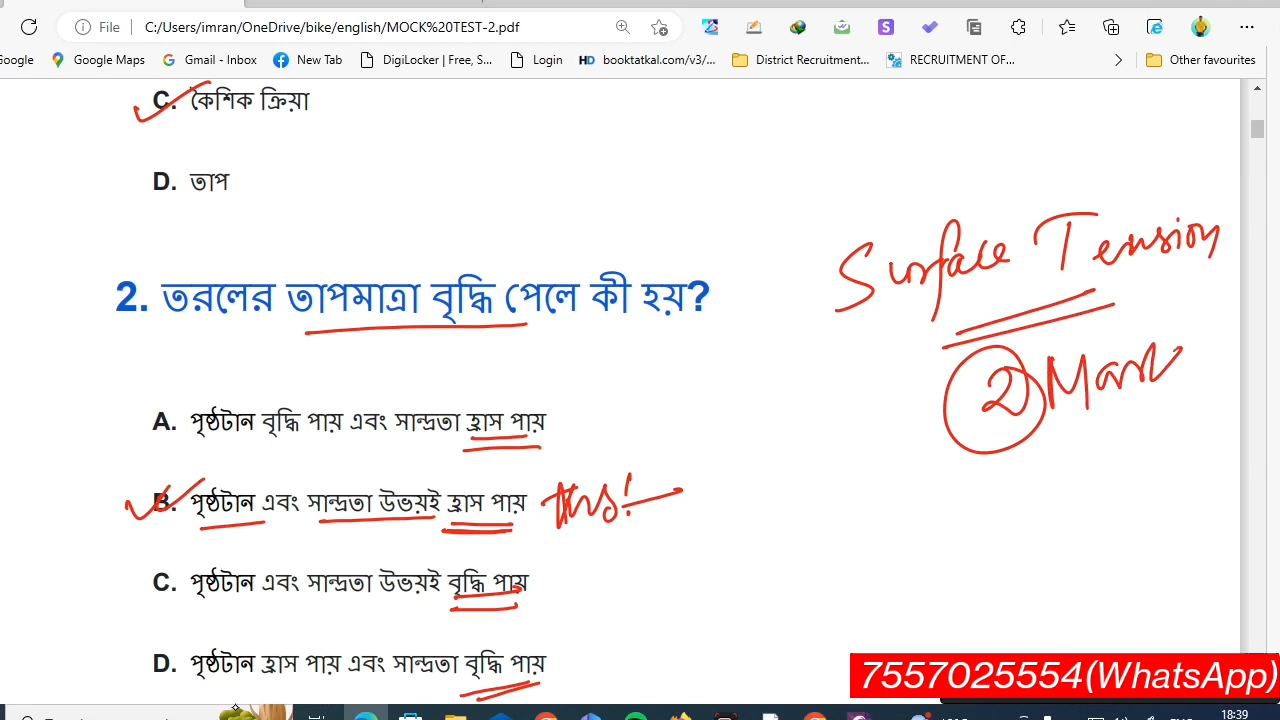 File C:/Users/imran/OneDrive/bike/english/MOCK%20TEST-2.pdf
Google Maps Gmail - Inbox New Tab DigiLocker | Free, S... Login HD booktatkal.com/v3/... District Recruitment... RECRUITMENT OF... Other favourites
C. কৈশিক ক্রিয়া
D. তাপ
Surface Tension
2. তরলের তাপমাত্রা বৃদ্ধি পেলে কী হয়?
2 Mark
A. পৃষ্ঠটান বৃদ্ধি পায় এবং সান্দ্রতা হ্রাস পায়
B. পৃষ্ঠটান এবং সান্দ্রতা উভয়ই হ্রাস পায় Ans:
C. পৃষ্ঠটান এবং সান্দ্রতা উভয়ই বৃদ্ধি পায়
D. পৃষ্ঠটান হ্রাস পায় এবং সান্দ্রতা বৃদ্ধি পায়
7557025554(WhatsApp)
18:39